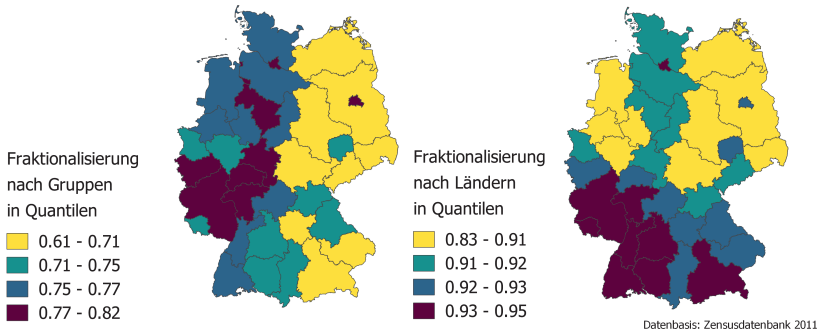 Fraktionalisierung
nach Gruppen
in Quantilen
0.61 - 0.71
0.71 - 0.75
0.75 - 0.77
0.77 - 0.82
Fraktionalisierung
nach Ländern
in Quantilen
0.83 - 0.91
0.91 - 0.92
0.92 - 0.93
0.93 - 0.95
Datenbasis: Zensusdatenbank 2011